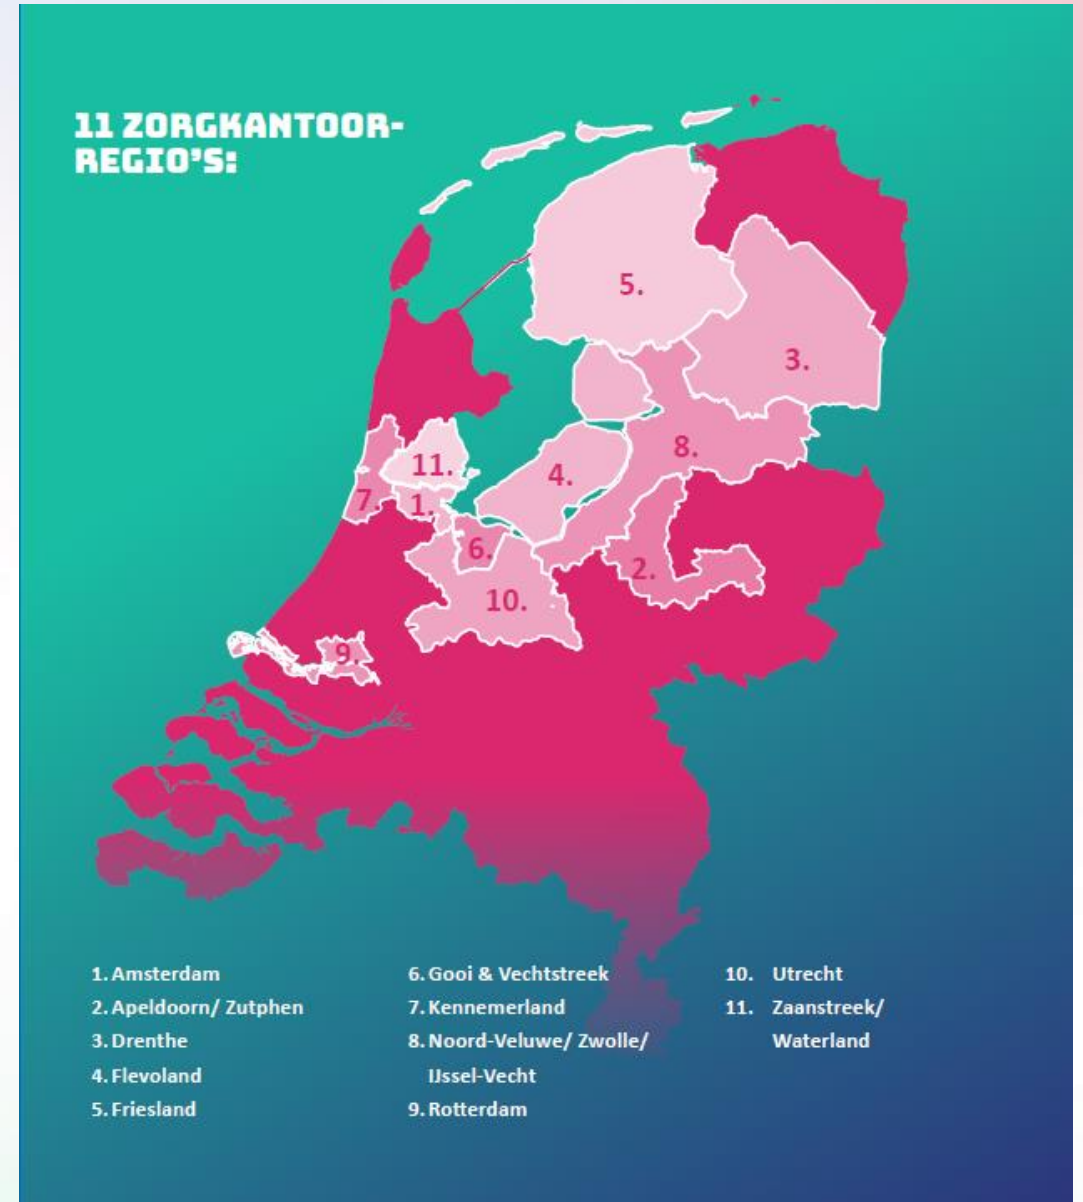 11 ZORGKANTOOR-
REGIO'S:
5.
3.
8.
11.
4.
7.
1.
6.
2.
10.
9.
1. Amsterdam
2. Apeldoorn/ Zutphen
3. Drenthe
4. Flevoland
5. Friesland
6. Gooi & Vechtstreek
7. Kennemerland
8. Noord-Veluwe/ Zwolle/
IJssel-Vecht
9. Rotterdam
10. Utrecht
11. Zaanstreek/
Waterland